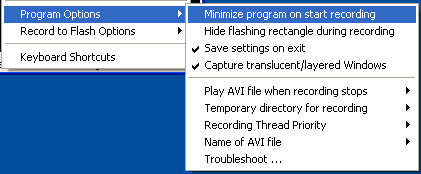 Program Options
Record to Flash Options
Keyboard Shortcuts
Minimize program on start recording
Hide flashing rectangle during recording
Save settings on exit
Capture translucent/layered Windows
Play AVI file when recording stops
Temporary directory for recording
Recording Thread Priority
Name of AVI file
Troubleshoot ...